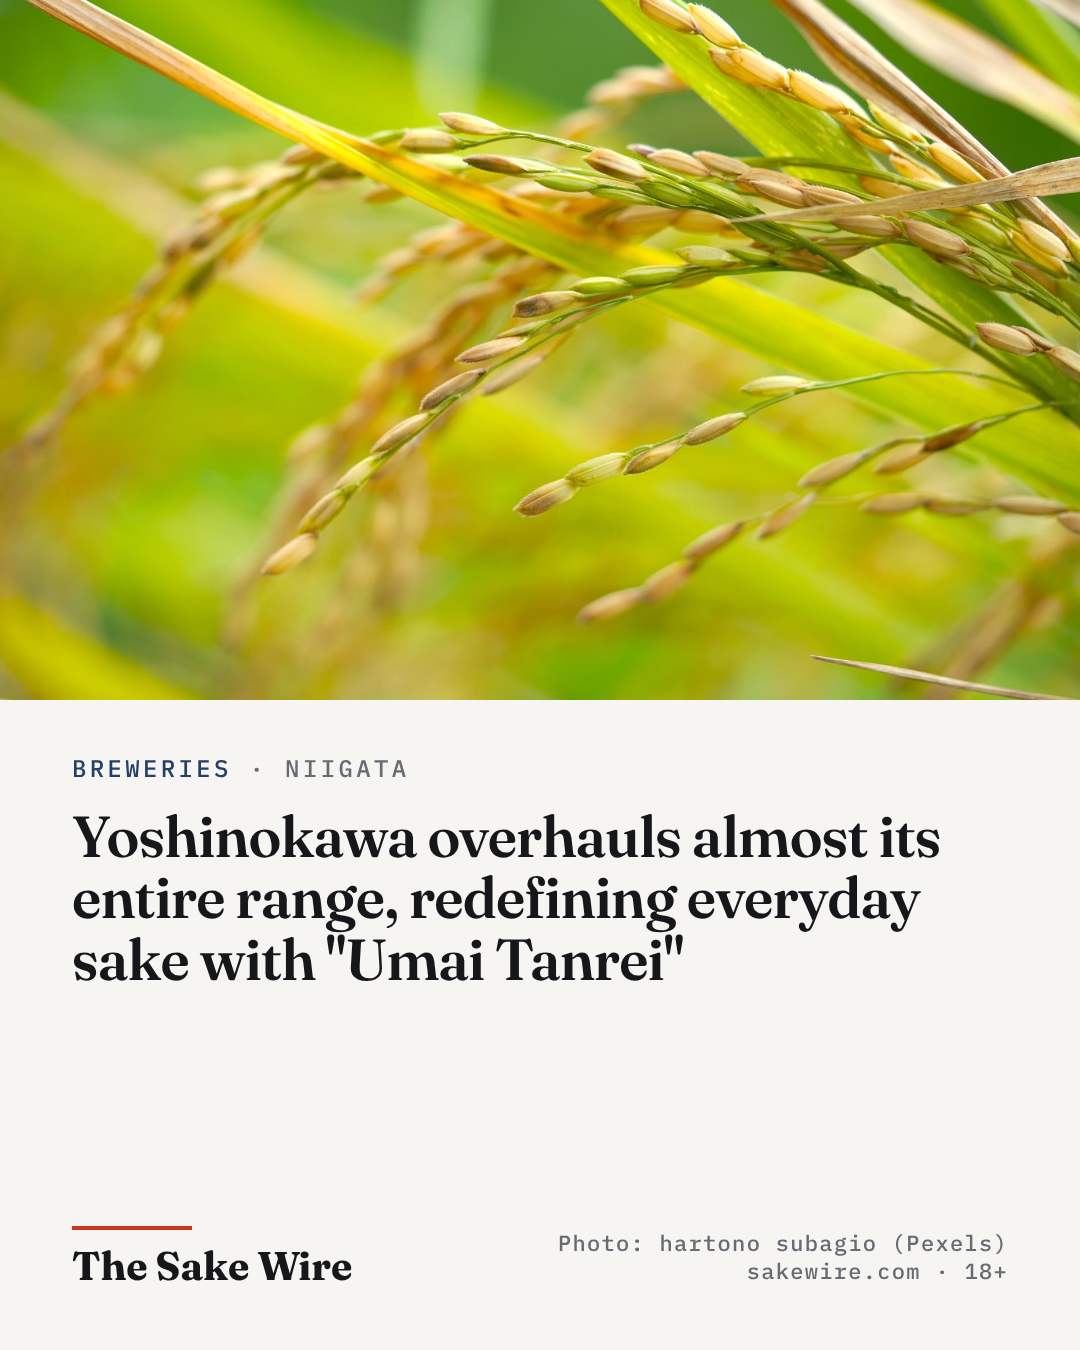 BREWERIES · NIIGATA
Yoshinokawa overhauls almost its
entire range, redefining everyday
sake with "Umai Tanrei"
The Sake Wire
Photo: hartono subagio (Pexels)
sakewire.com · 18+